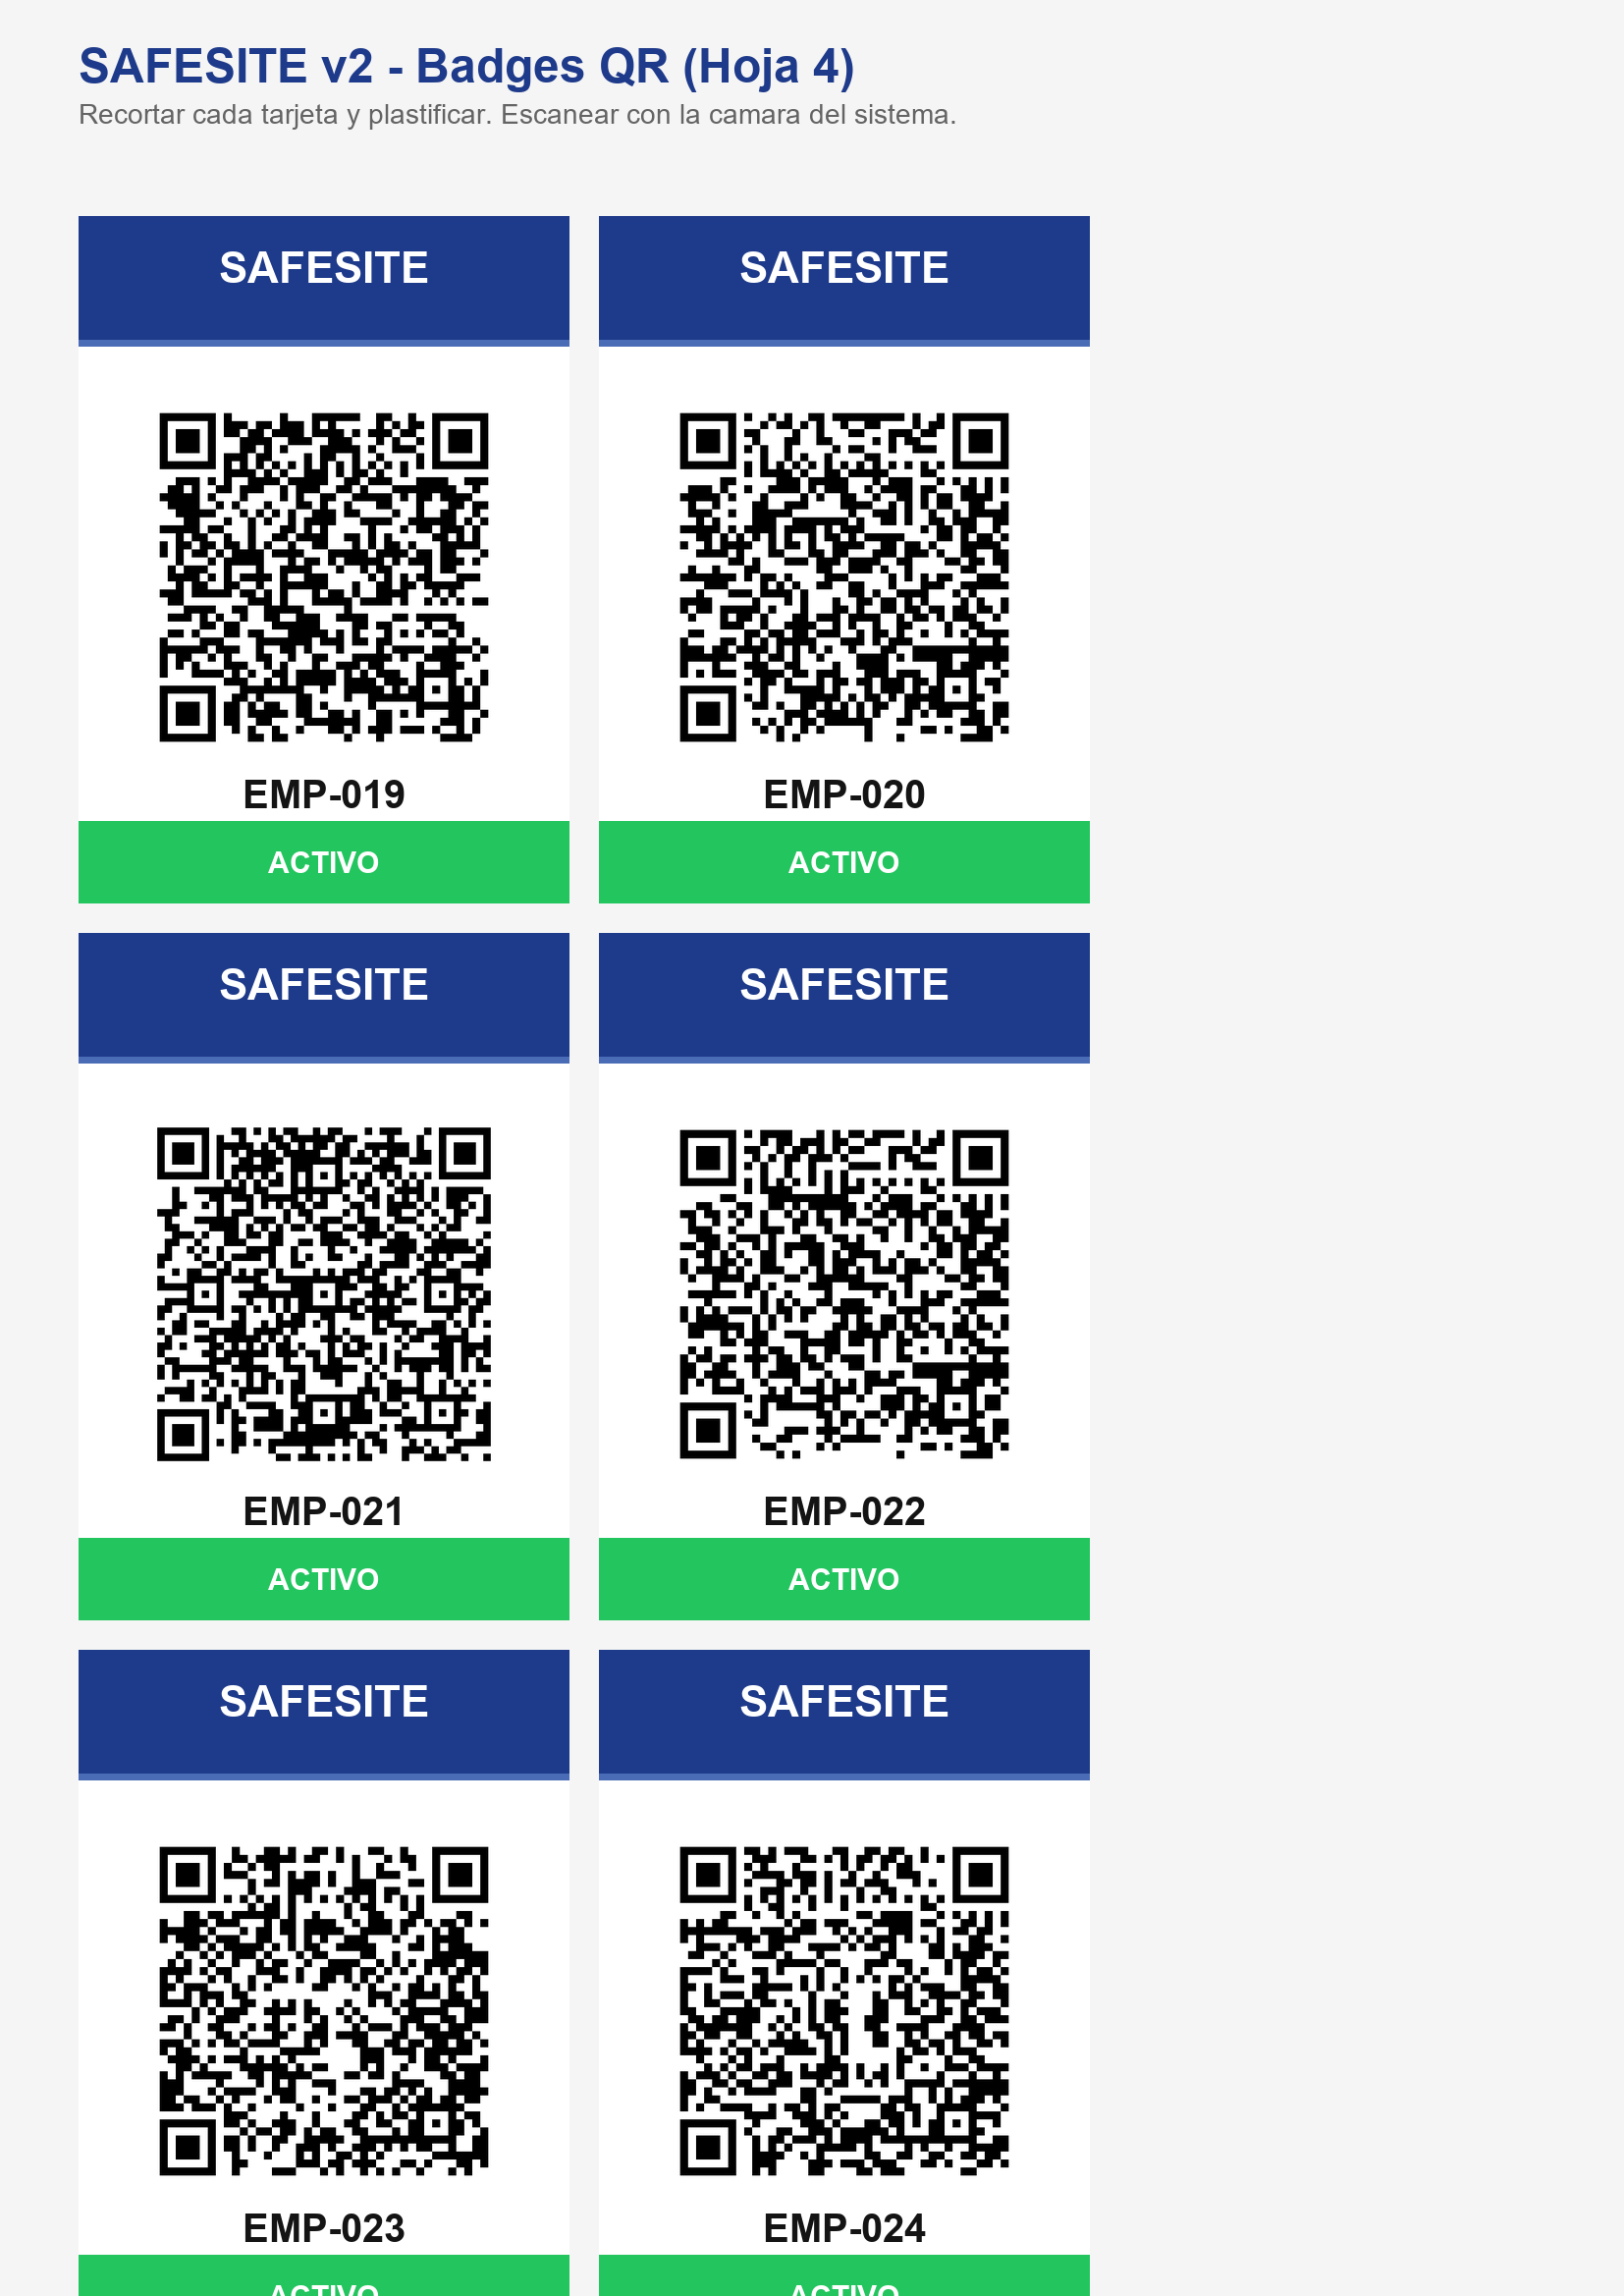 SAFESITE v2 - Badges QR (Hoja 4)
Recortar cada tarjeta y plastificar. Escanear con la camara del sistema.
SAFESITE
SAFESITE
EMP-019
EMP-020
ACTIVO
ACTIVO
SAFESITE
SAFESITE
EMP-021
EMP-022
ACTIVO
ACTIVO
SAFESITE
SAFESITE
EMP-023
EMP-024
ACTIVO
ACTIVO